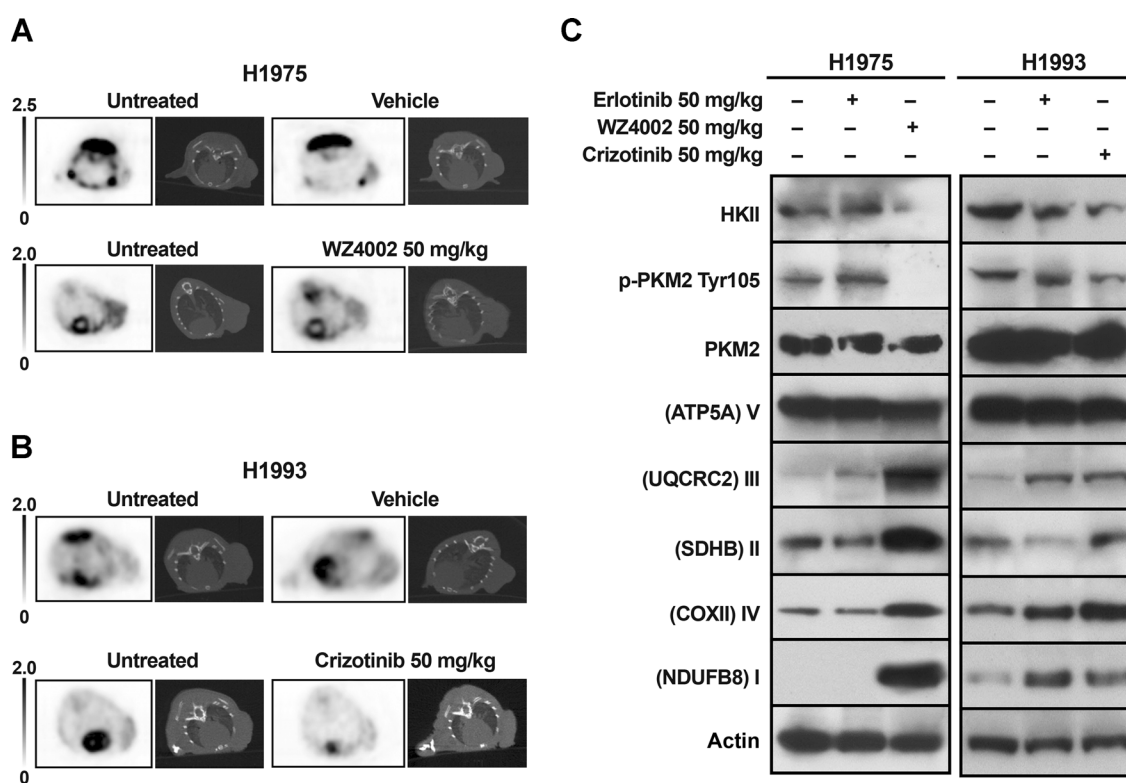 A
H1975
Untreated Vehicle
2.5
0
Untreated WZ4002 50 mg/kg
2.0
0
B
H1993
Untreated Vehicle
2.0
0
Untreated Crizotinib 50 mg/kg
2.0
0
C
H1975 H1993
Erlotinib 50 mg/kg – + – – + –
WZ4002 50 mg/kg – – + – – –
Crizotinib 50 mg/kg – – – – – +
HKII
p-PKM2 Tyr105
PKM2
(ATP5A) V
(UQCRC2) III
(SDHB) II
(COXII) IV
(NDUFB8) I
Actin